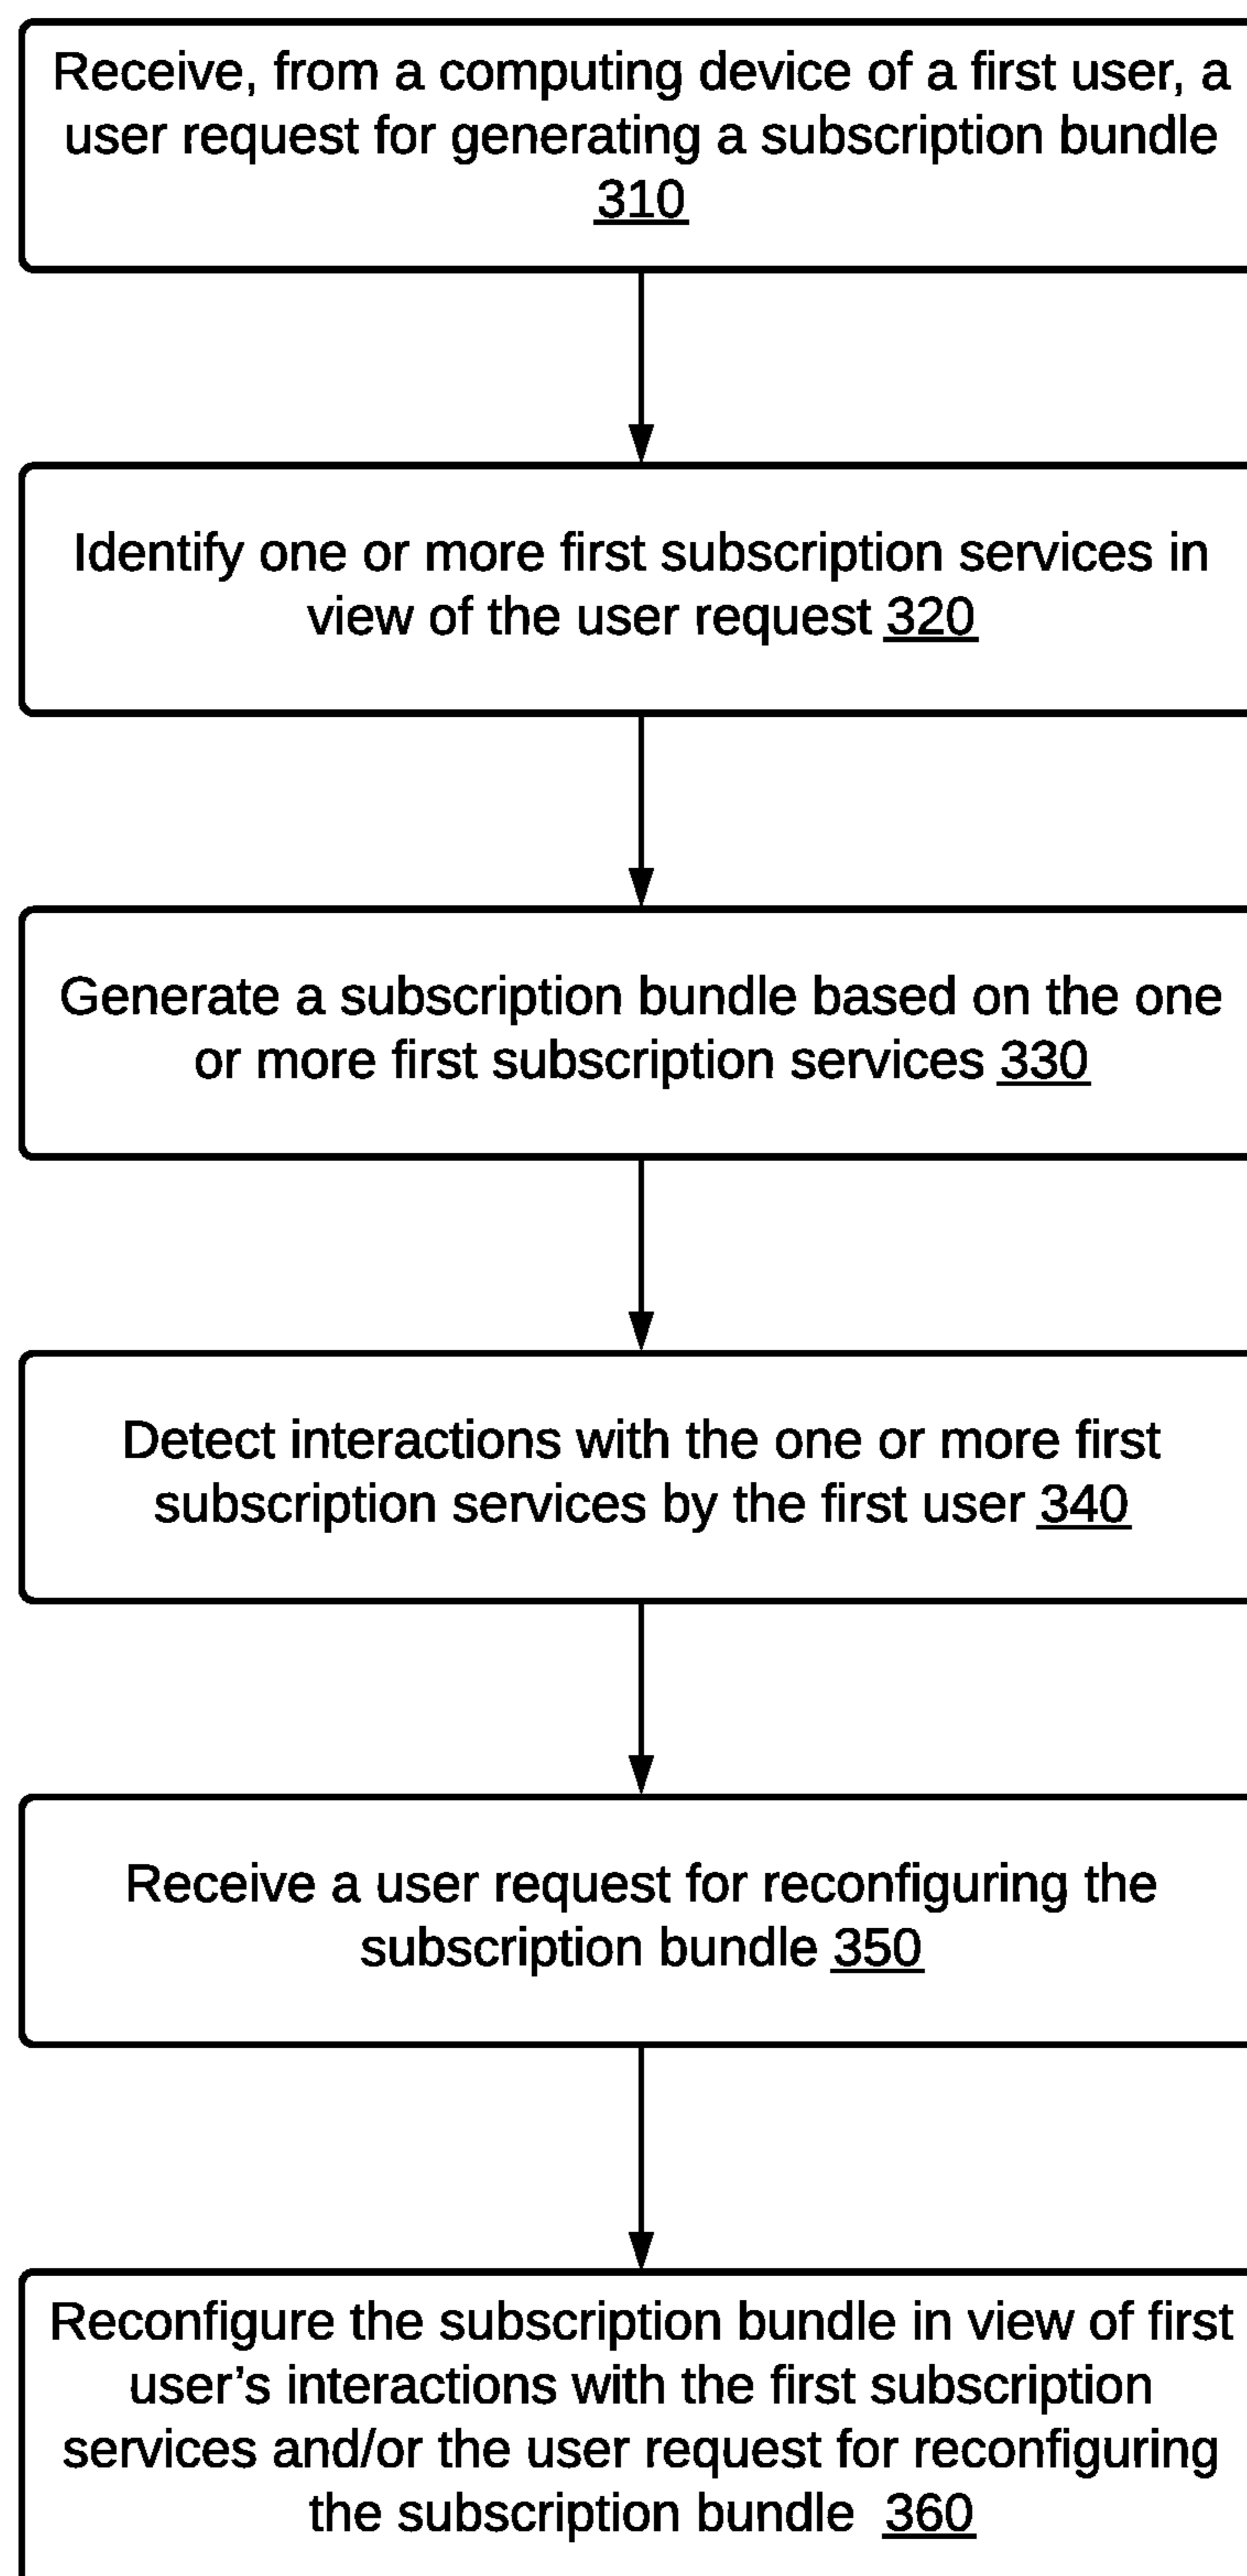 Receive, from a computing device of a first user, a
user request for generating a subscription bundle
310
Identify one or more first subscription services in
view of the user request 320
Generate a subscription bundle based on the one
or more first subscription services 330
Detect interactions with the one or more first
subscription services by the first user 340
Receive a user request for reconfiguring the
subscription bundle 350
Reconfigure the subscription bundle in view of first
user’s interactions with the first subscription
services and/or the user request for reconfiguring
the subscription bundle 360